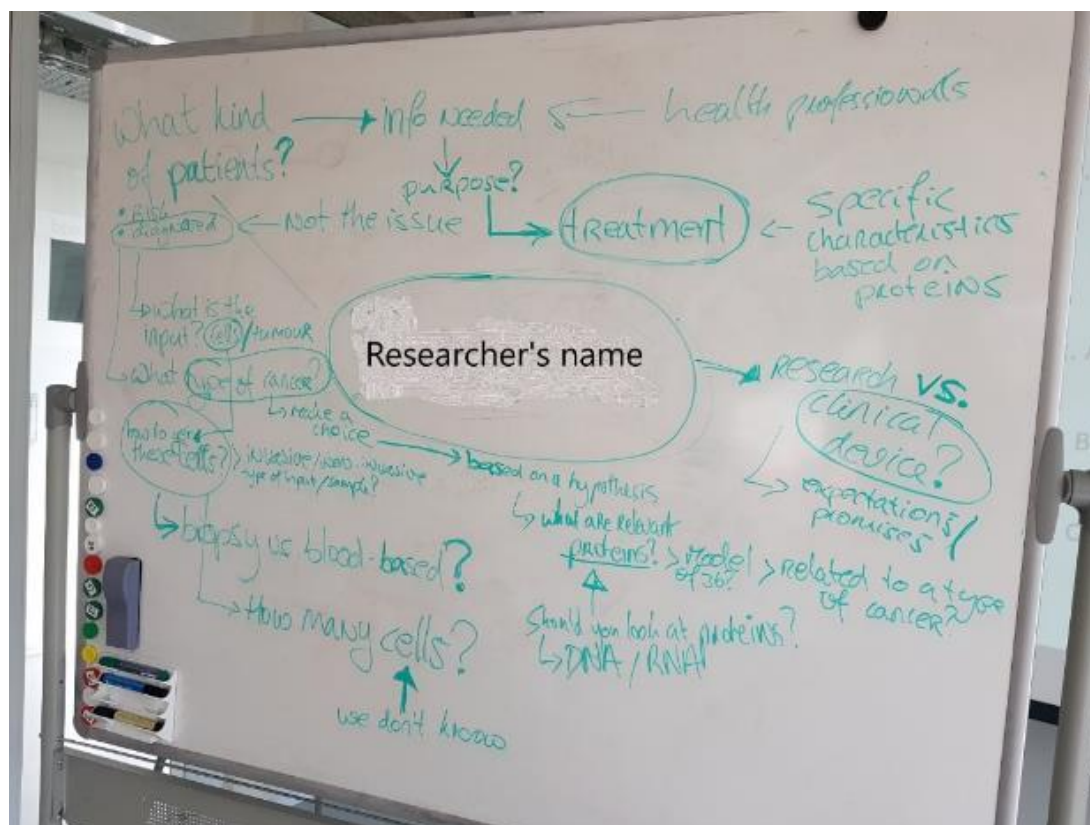 What kind
of patients?
→ info needed ← health professionals
↓
purpose?
• Risk
• diagnosed ← Not the issue
→ treatment ← specific
characteristics
based on
proteins
↳ what is the
input? cells/tumour
↳ what type of cancer?
↳ make a
choice
Researcher's name
→ Research vs.
clinical
device?
↳ expectations/
promises
how to get
these cells?
> invasive/non-invasive
type of input/sample?
→ based on a hypothesis
↳ what are relevant
proteins? > Model
of 36? > related to a type
of cancer?
↳ biopsy vs blood-based?
→ How many cells?
↑
use don't know
Should you look at proteins?
↳ DNA / RNA